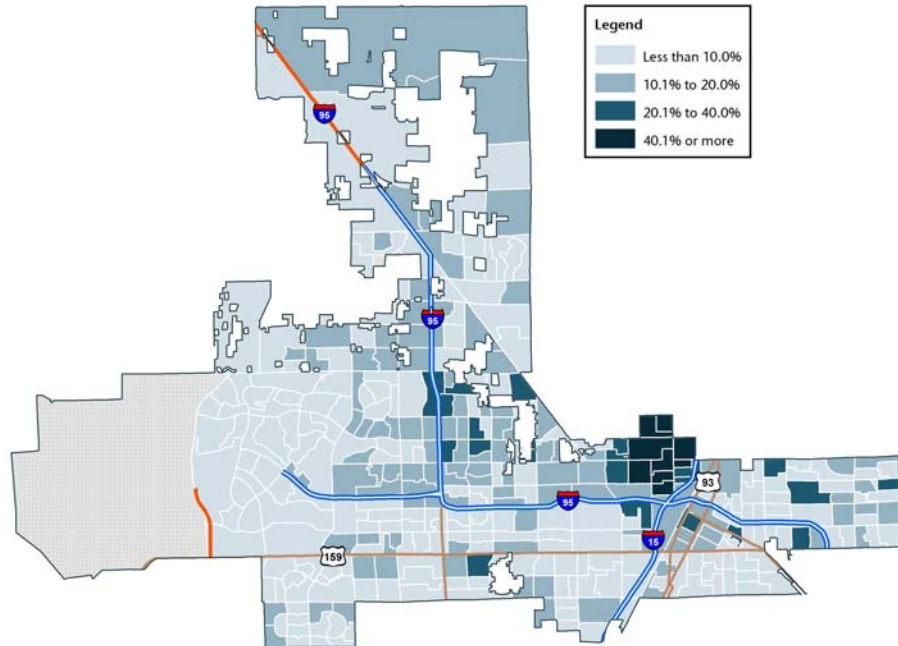 Legend
Less than 10.0%
10.1% to 20.0%
20.1% to 40.0%
40.1% or more
95
95
93
95
15
159